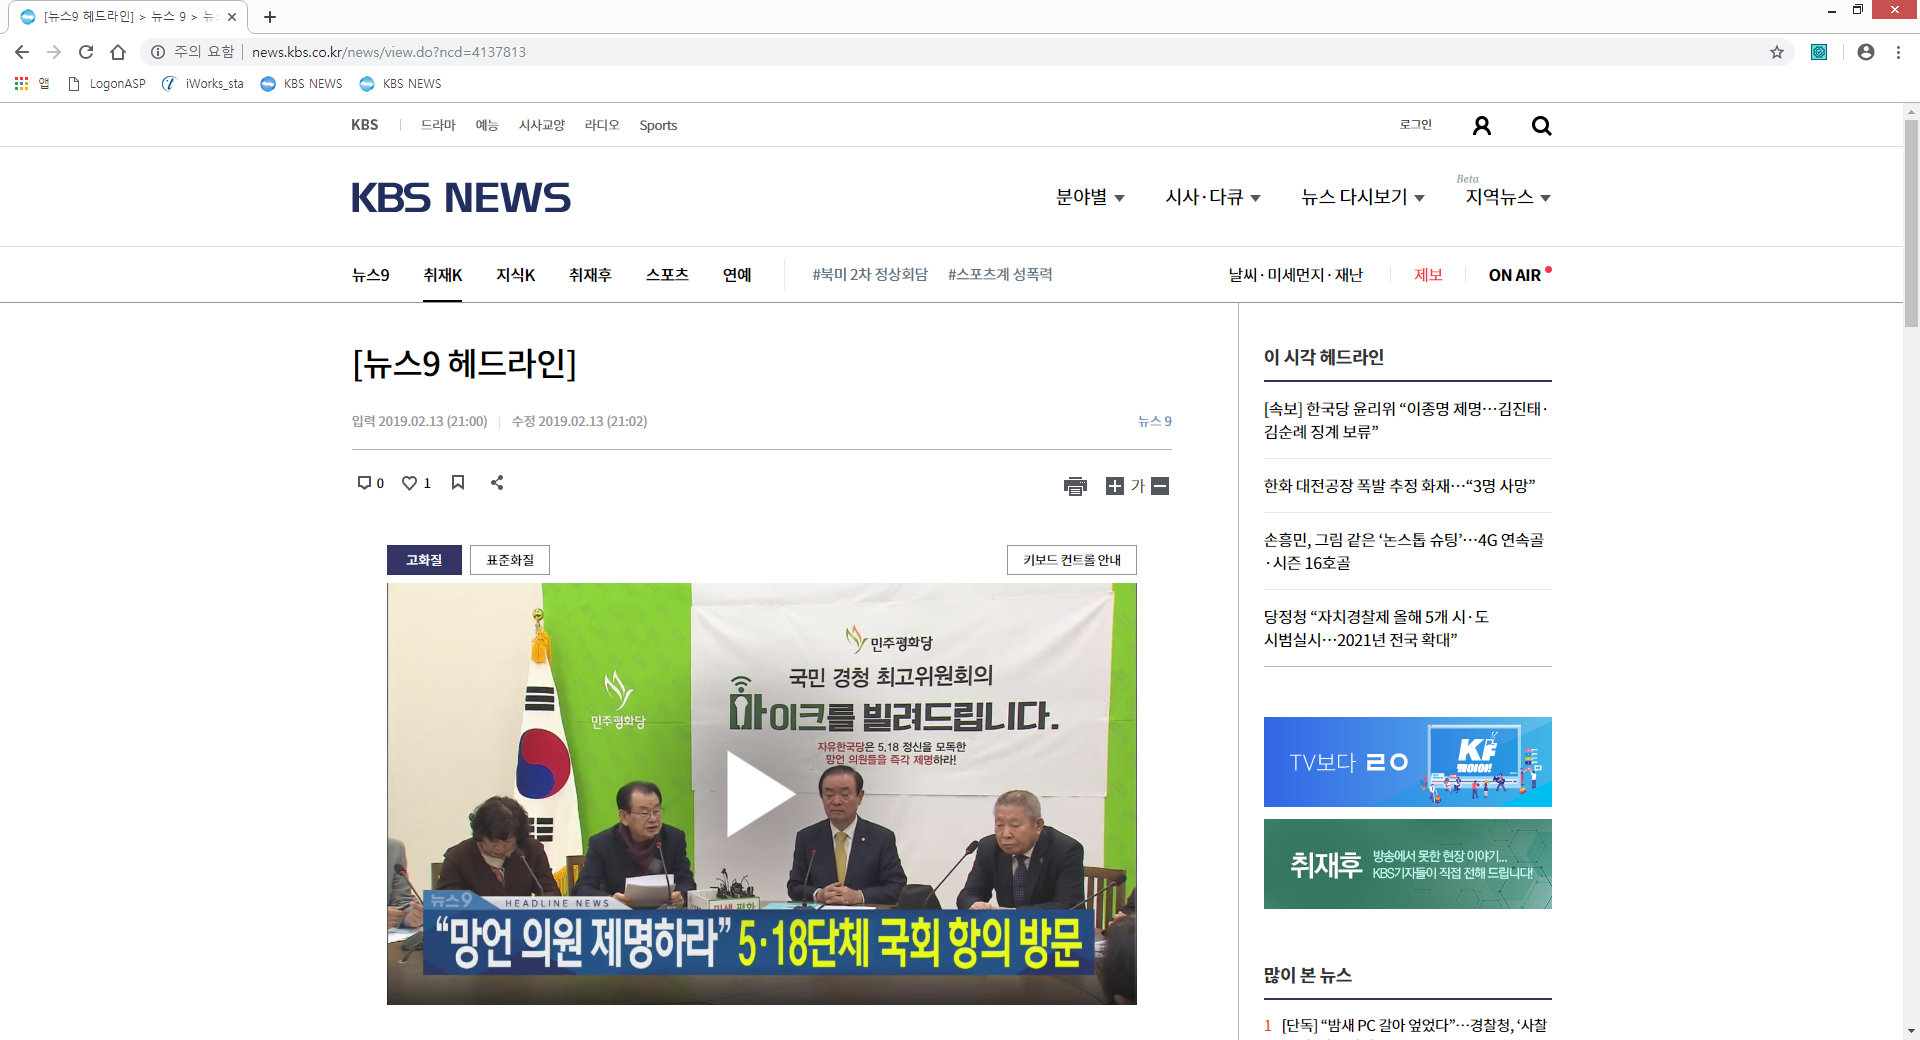 [뉴스9 헤드라인] > 뉴스 9 > 뉴
주의 요함 | news.kbs.co.kr/news/view.do?ncd=4137813
앱 LogonASP iWorks_sta KBS NEWS KBS NEWS
KBS 드라마 예능 시사교양 라디오 Sports 로그인
KBS NEWS
분야별 시사·다큐 뉴스 다시보기 Beta 지역뉴스
뉴스9 취재K 지식K 취재후 스포츠 연예 #북미 2차 정상회담 #스포츠계 성폭력 날씨·미세먼지·재난 제보 ON AIR
[뉴스9 헤드라인]
입력 2019.02.13 (21:00) 수정 2019.02.13 (21:02) 뉴스 9
0 1 가
고화질 표준화질 키보드 컨트롤 안내
민주평화당
국민 경청 최고위원회의
마이크를 빌려드립니다.
자유한국당은 5.18 정신을 모독한
망언 의원들을 즉각 제명하라!
민주평화당
뉴스9 HEADLINE NEWS
“망언 의원 제명하라” 5·18단체 국회 항의 방문
이 시각 헤드라인
[속보] 한국당 윤리위 “이종명 제명…김진태·
김순례 징계 보류”
한화 대전공장 폭발 추정 화재…“3명 사망”
손흥민, 그림 같은 ‘논스톱 슈팅’…4G 연속골
·시즌 16호골
당정청 “자치경찰제 올해 5개 시·도
시범실시…2021년 전국 확대”
TV보다 ㄹㅇ KF 케이야!
취재후 방송에서 못한 현장 이야기...
KBS기자들이 직접 전해 드립니다!
많이 본 뉴스
1 [단독] “밤새 PC 갈아 엎었다”…경찰청, ‘사찰